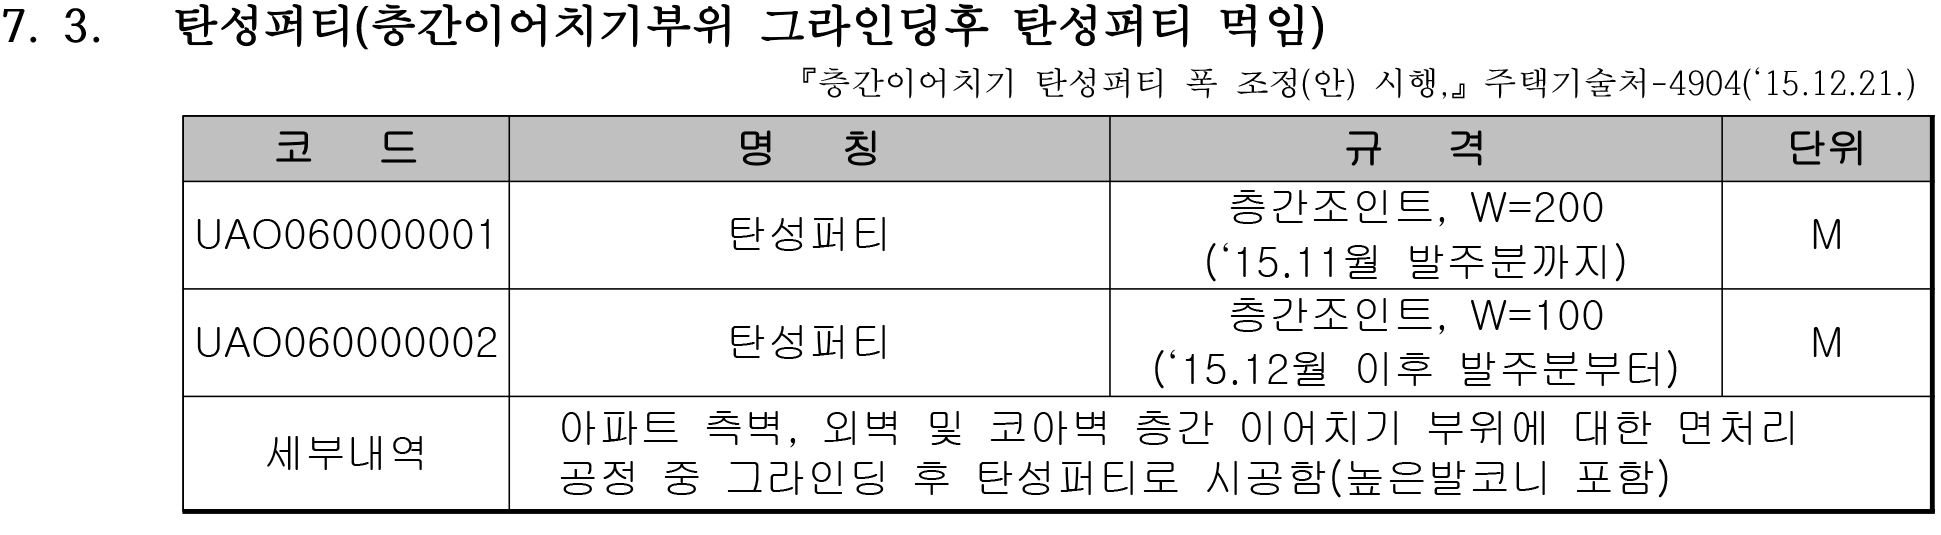 7. 3. 탄성퍼티(층간이어치기부위 그라인딩후 탄성퍼티 먹임)
『층간이어치기 탄성퍼티 폭 조정(안) 시행,』 주택기술처-4904(‘15.12.21.)
코 드 명 칭 규 격 단위
UAO060000001 탄성퍼티 층간조인트, W=200 M
(‘15.11월 발주분까지)
UAO060000002 탄성퍼티 층간조인트, W=100 M
(‘15.12월 이후 발주분부터)
세부내역 아파트 측벽, 외벽 및 코아벽 층간 이어치기 부위에 대한 면처리
공정 중 그라인딩 후 탄성퍼티로 시공함(높은발코니 포함)